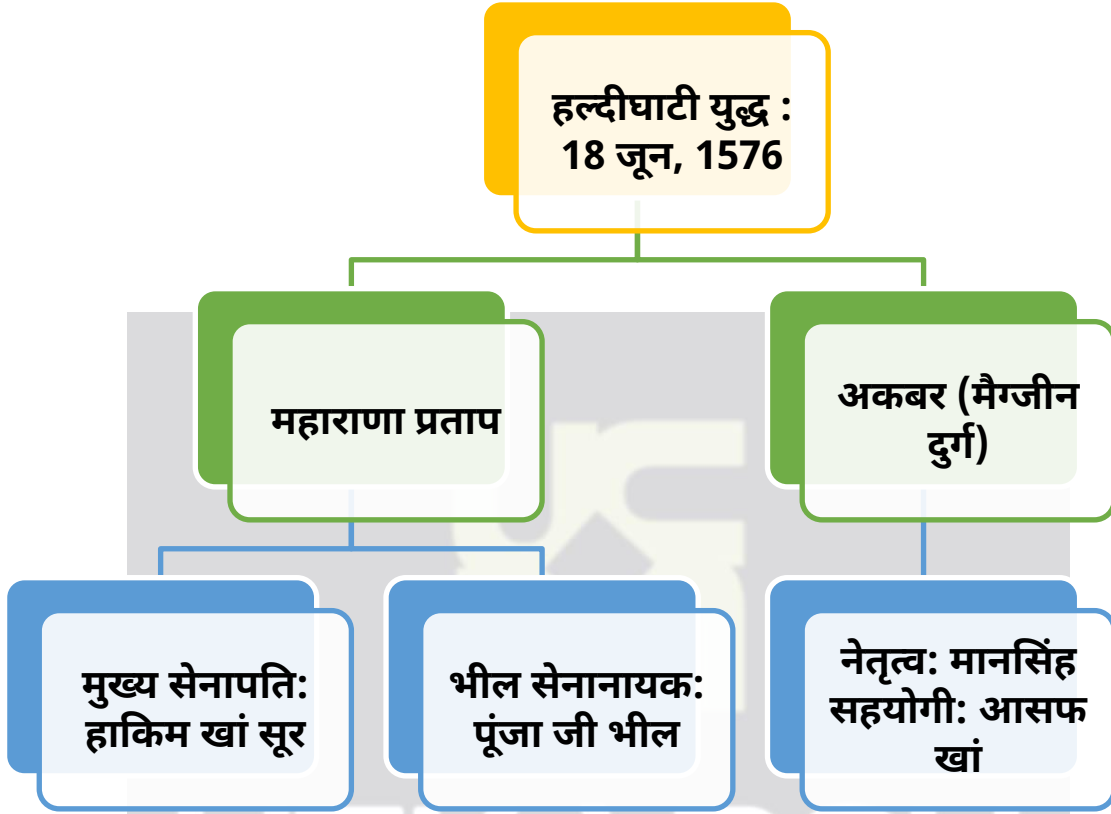 हल्दीघाटी युद्ध :
18 जून, 1576
महाराणा प्रताप
अकबर (मैग्जीन
दुर्ग)
मुख्य सेनापति:
हाकिम खां सूर
भील सेनानायक:
पूंजा जी भील
नेतृत्व: मानसिंह
सहयोगी: आसफ
खां